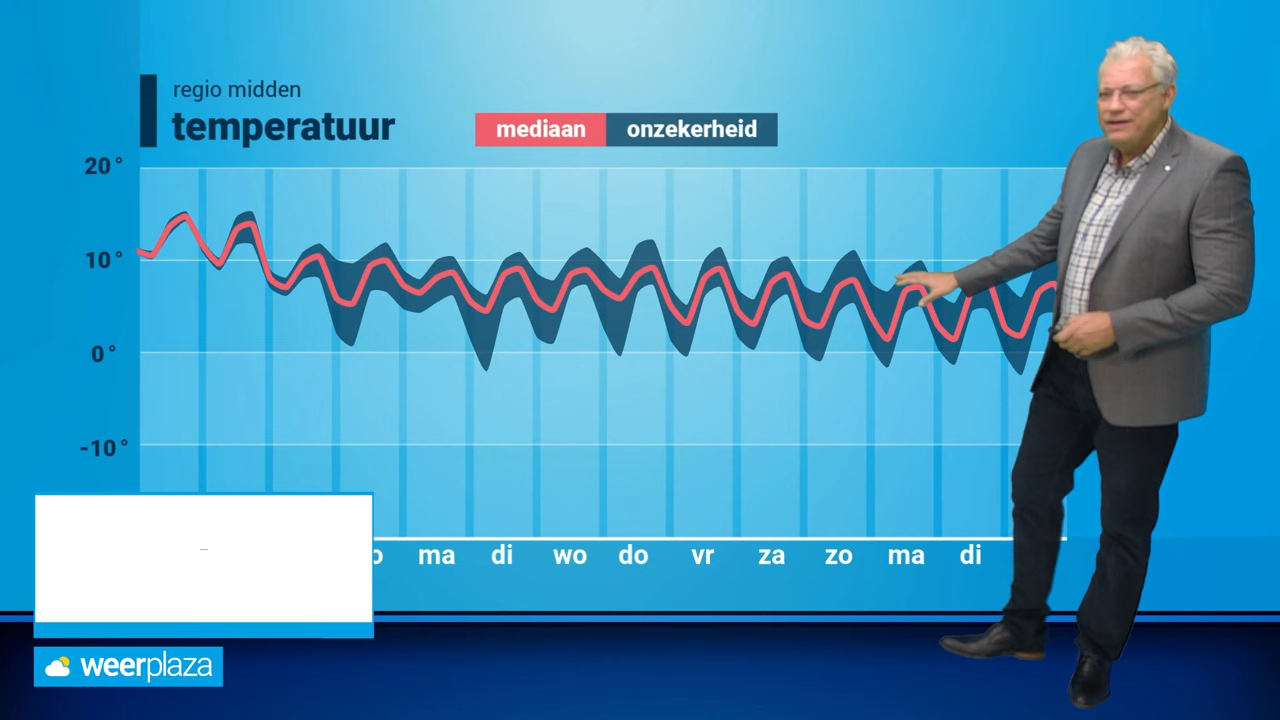 regio midden
temperatuur
mediaan onzekerheid
20°
10°
0°
-10°
ma di wo do vr za zo ma di
weerplaza